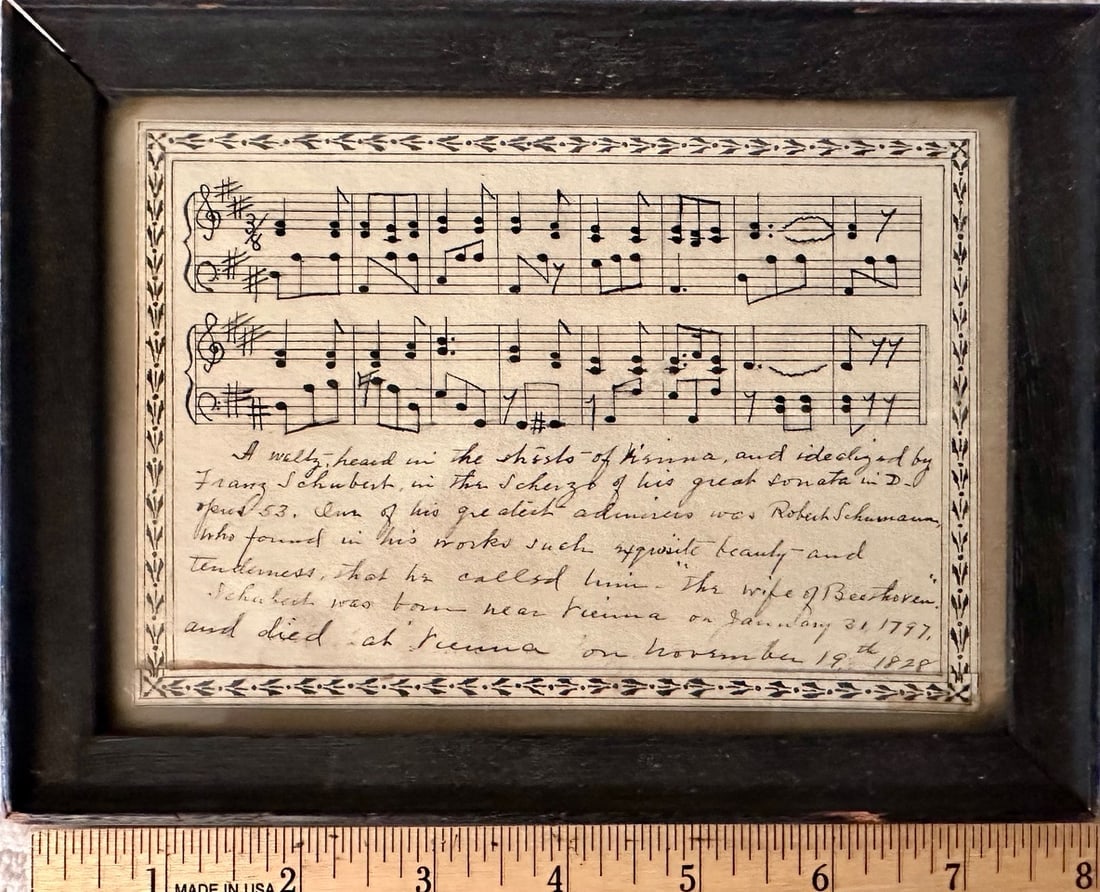 3/8
A waltz, heard in the streets of Vienna, and idealized by
Franz Schubert, in the Scherzo of his great sonata in D-
opus 53. One of his greatest admirers was Robert Schumann,
who found in his works such exquisite beauty and
tenderness, that he called him - "the wife of Beethoven".
Schubert was born near Vienna on January 31, 1797,
and died at Vienna on November 19th 1828
1 MADE IN USA 2 3 4 5 6 7 8